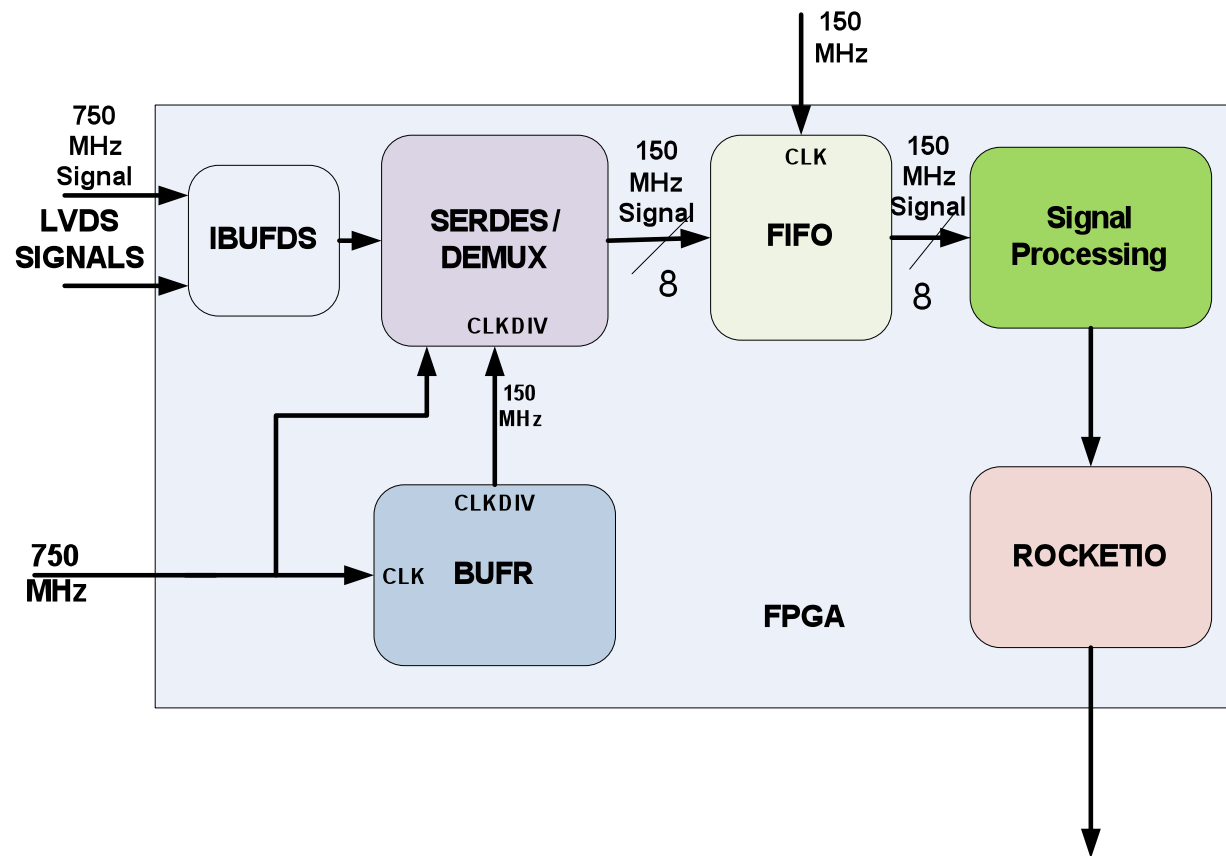 150
MHz
750
MHz
Signal
LVDS
SIGNALS
IBUFDS
SERDES/
DEMUX
CLKDIV
150
MHz
Signal
8
CLK
FIFO
150
MHz
Signal
8
Signal
Processing
150
MHz
CLKDIV
BUFR
CLK
750
MHz
ROCKETIO
FPGA